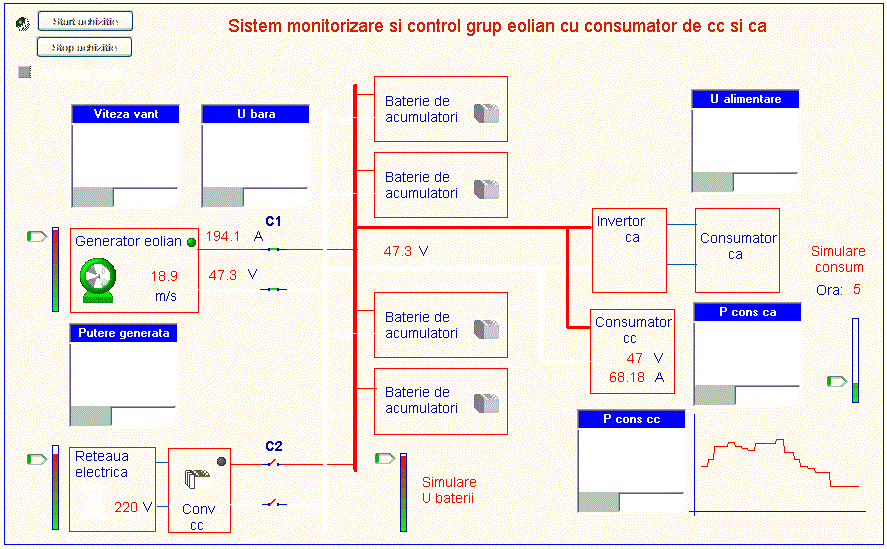 Start achizitie
Sistem monitorizare si control grup eolian cu consumator de cc si ca
Stop achizitie
Viteza vant
U bara
Baterie de
acumulatori
U alimentare
Baterie de
acumulatori
C1
Generator eolian
194.1 A
18.9
m/s
47.3 V
47.3 V
Invertor
ca
Consumator
ca
Simulare
consum
Ora: 5
Putere generata
Baterie de
acumulatori
Consumator
cc
47 V
68.18 A
P cons ca
Baterie de
acumulatori
P cons cc
C2
Reteaua
electrica
220 V
Conv
cc
Simulare
U baterii